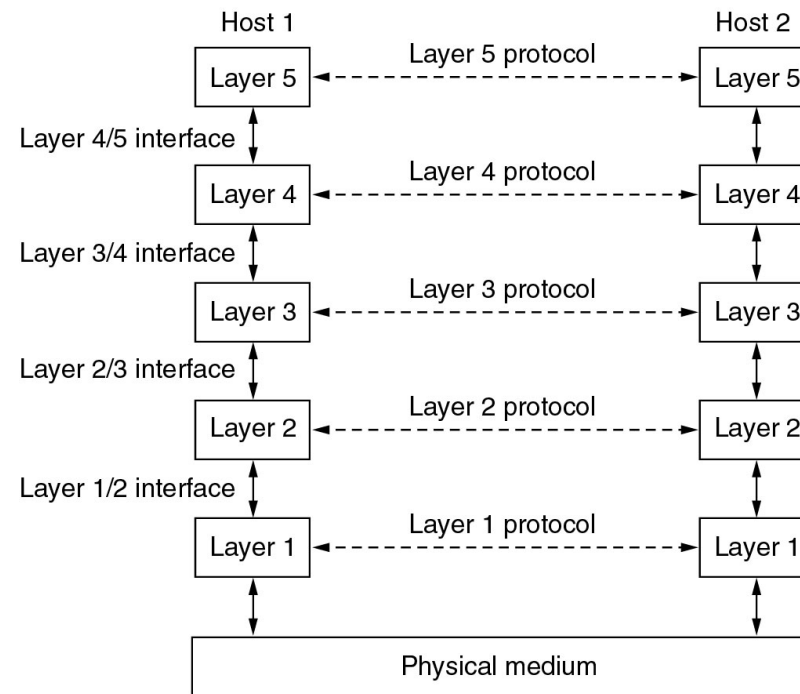 Host 1
Host 2
Layer 5 protocol
Layer 5
Layer 5
Layer 4/5 interface
Layer 4 protocol
Layer 4
Layer 4
Layer 3/4 interface
Layer 3 protocol
Layer 3
Layer 3
Layer 2/3 interface
Layer 2 protocol
Layer 2
Layer 2
Layer 1/2 interface
Layer 1 protocol
Layer 1
Layer 1
Physical medium